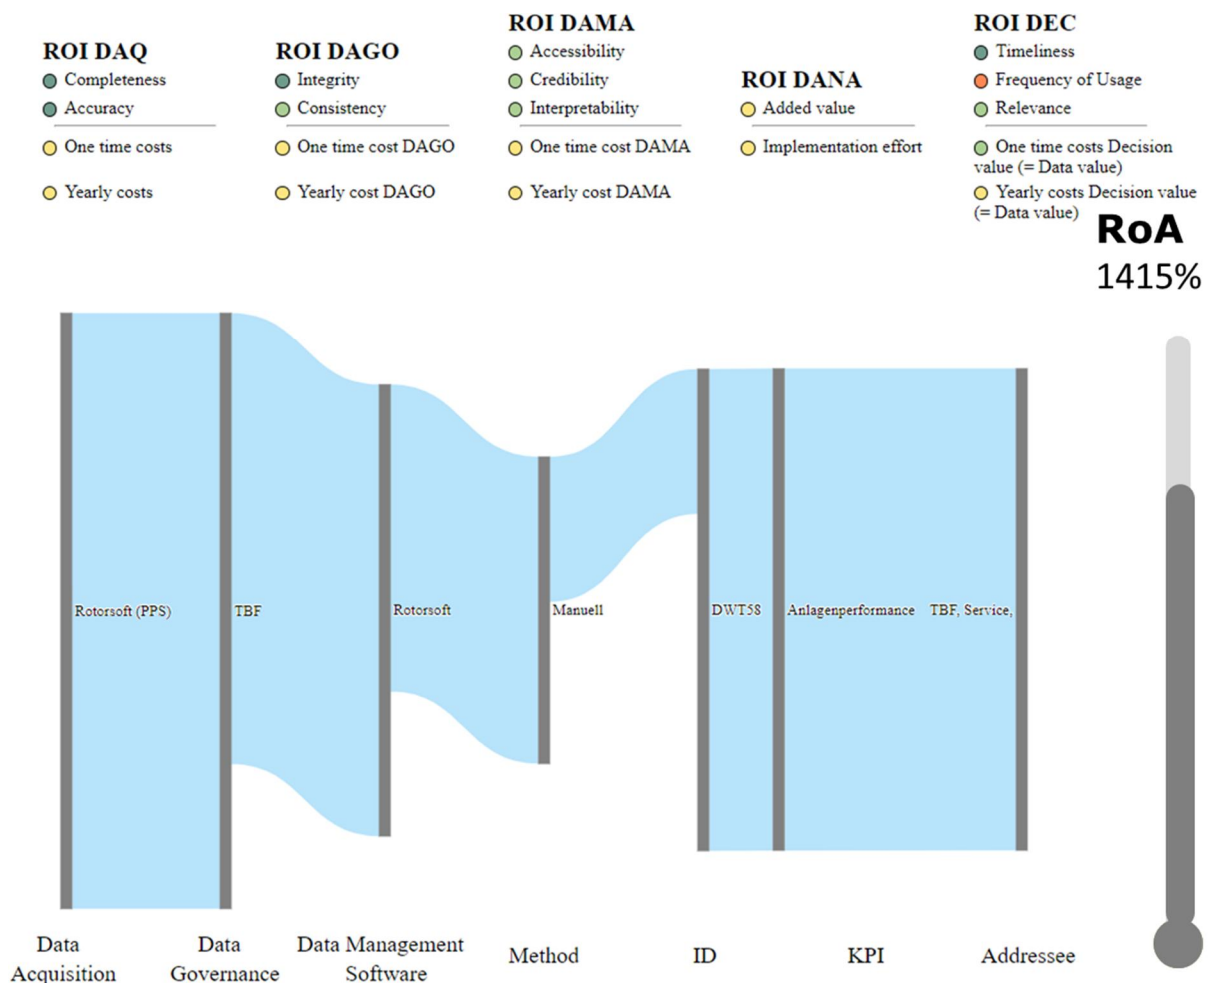 ROI DAQ
Completeness
Accuracy
One time costs
Yearly costs
ROI DAGO
Integrity
Consistency
One time cost DAGO
Yearly cost DAGO
ROI DAMA
Accessibility
Credibility
Interpretability
One time cost DAMA
Yearly cost DAMA
ROI DANA
Added value
Implementation effort
ROI DEC
Timeliness
Frequency of Usage
Relevance
One time costs Decision
value (= Data value)
Yearly costs Decision value
(= Data value)
RoA
1415%
Rotorsoft (PPS)
TBF
Rotorsoft
Manuell
DWT58
Anlagenperformance
TBF, Service,
Data
Acquisition
Data
Governance
Data Management
Software
Method
ID
KPI
Addressee